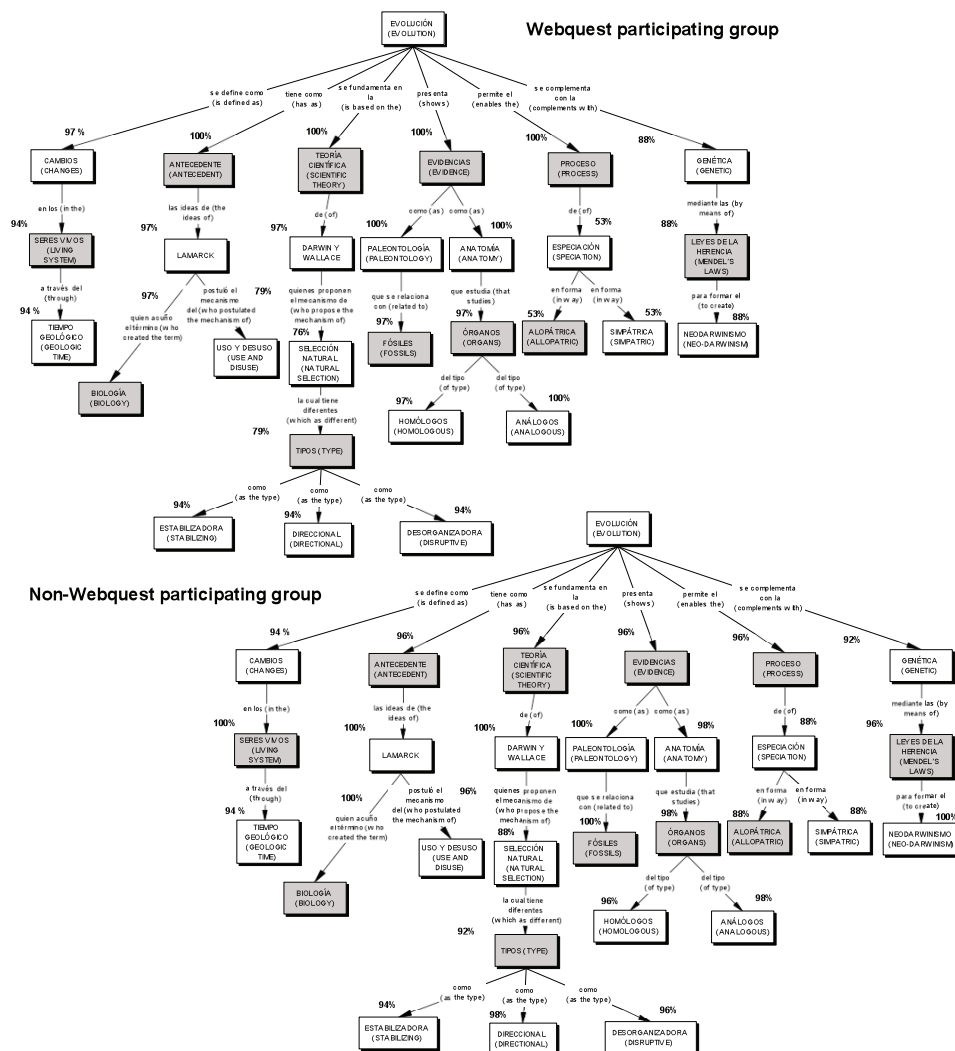 EVOLUCIÓN
(EVOLUTION)
Webquest participating group
se define como
(is defined as)
tiene como
(has as)
se fundamenta en
la
(is based on the)
presenta
(shows)
permite el
(enables the)
se complementa
con la
(complements with)
97 %
100%
100%
100%
100%
88%
CAMBIOS
(CHANGES)
ANTECEDENTE
(ANTECEDENT)
TEORÍA
CIENTÍFICA
(SCIENTIFIC
THEORY)
EVIDENCIAS
(EVIDENCE)
PROCESO
(PROCESS)
GENÉTICA
(GENETIC)
en los (in the)
las ideas de (the
ideas of)
de (of)
como (as)
como (as)
de (of)
mediante las (by
means of)
94%
97%
97%
100%
100%
53%
88%
SERES VIVOS
(LIVING
SYSTEM)
LAMARCK
DARWIN Y
WALLACE
PALEONTOLOGÍA
(PALEONTOLOGY)
ANATOMÍA
(ANATOMY)
ESPECIACIÓN
(SPECIATION)
LEYES DE LA
HERENCIA
(MENDEL'S
LAWS)
a través del
(through)
97%
quien acuño
el término (who
created the term)
postuló el
mecanismo
del (who postulated
the mechanism of)
79%
quienes proponen
el mecanismo de
(who propose the
mechanism of)
76%
que se relaciona
con (related to)
que estudia (that
studies)
en forma
(in way)
en forma
(in way)
para formar el
(to create)
94 %
97%
97%
53%
53%
88%
TIEMPO
GEOLÓGICO
(GEOLOGIC
TIME)
USO Y DESUSO
(USE AND
DISUSE)
SELECCIÓN
NATURAL
(NATURAL
SELECTION)
FÓSILES
(FOSSILS)
ÓRGANOS
(ORGANS)
ALOPÁTRICA
(ALLOPATRIC)
SIMPÁTRICA
(SIMPATRIC)
NEODARWINISMO
(NEO-DARWINISM)
BIOLOGÍA
(BIOLOGY)
la cual tiene
diferentes
(which as different)
del tipo
(of type)
del tipo
(of type)
97%
100%
HOMÓLOGOS
(HOMOLOGOUS)
ANÁLOGOS
(ANALOGOUS)
79%
TIPOS (TYPE)
como
(as the type)
como
(as the type)
como
(as the type)
94%
94%
94%
ESTABILIZADORA
(STABILIZING)
DIRECCIONAL
(DIRECTIONAL)
DESORGANIZADORA
(DISRUPTIVE)
EVOLUCIÓN
(EVOLUTION)
Non-Webquest participating group
se define como
(is defined as)
tiene como
(has as)
se fundamenta en
la
(is based on the)
presenta
(shows)
permite el
(enables the)
se complementa
con la
(complements with)
94 %
96%
96%
96%
96%
92%
CAMBIOS
(CHANGES)
ANTECEDENTE
(ANTECEDENT)
TEORÍA
CIENTÍFICA
(SCIENTIFIC
THEORY)
EVIDENCIAS
(EVIDENCE)
PROCESO
(PROCESS)
GENÉTICA
(GENETIC)
en los (in the)
las ideas de (the
ideas of)
de (of)
como (as)
como (as)
de (of)
mediante las (by
means of)
100%
100%
100%
100%
98%
88%
96%
SERES VIVOS
(LIVING
SYSTEM)
LAMARCK
DARWIN Y
WALLACE
PALEONTOLOGÍA
(PALEONTOLOGY)
ANATOMÍA
(ANATOMY)
ESPECIACIÓN
(SPECIATION)
LEYES DE LA
HERENCIA
(MENDEL'S
LAWS)
a través del
(through)
100%
quien acuño
el término (who
created the term)
postuló el
mecanismo
del (who postulated
the mechanism of)
96%
quienes proponen
el mecanismo de
(who propose the
mechanism of)
88%
que se relaciona
con (related to)
que estudia (that
studies)
en forma
(in way)
en forma
(in way)
para formar el
(to create)
94 %
100%
98%
88%
88%
100%
TIEMPO
GEOLÓGICO
(GEOLOGIC
TIME)
USO Y DESUSO
(USE AND
DISUSE)
SELECCIÓN
NATURAL
(NATURAL
SELECTION)
FÓSILES
(FOSSILS)
ÓRGANOS
(ORGANS)
ALOPÁTRICA
(ALLOPATRIC)
SIMPÁTRICA
(SIMPATRIC)
NEODARWINISMO
(NEO-DARWINISM)
BIOLOGÍA
(BIOLOGY)
la cual tiene
diferentes
(which as different)
del tipo
(of type)
del tipo
(of type)
96%
98%
HOMÓLOGOS
(HOMOLOGOUS)
ANÁLOGOS
(ANALOGOUS)
92%
TIPOS (TYPE)
como
(as the type)
como
(as the type)
como
(as the type)
94%
98%
96%
ESTABILIZADORA
(STABILIZING)
DIRECCIONAL
(DIRECTIONAL)
DESORGANIZADORA
(DISRUPTIVE)